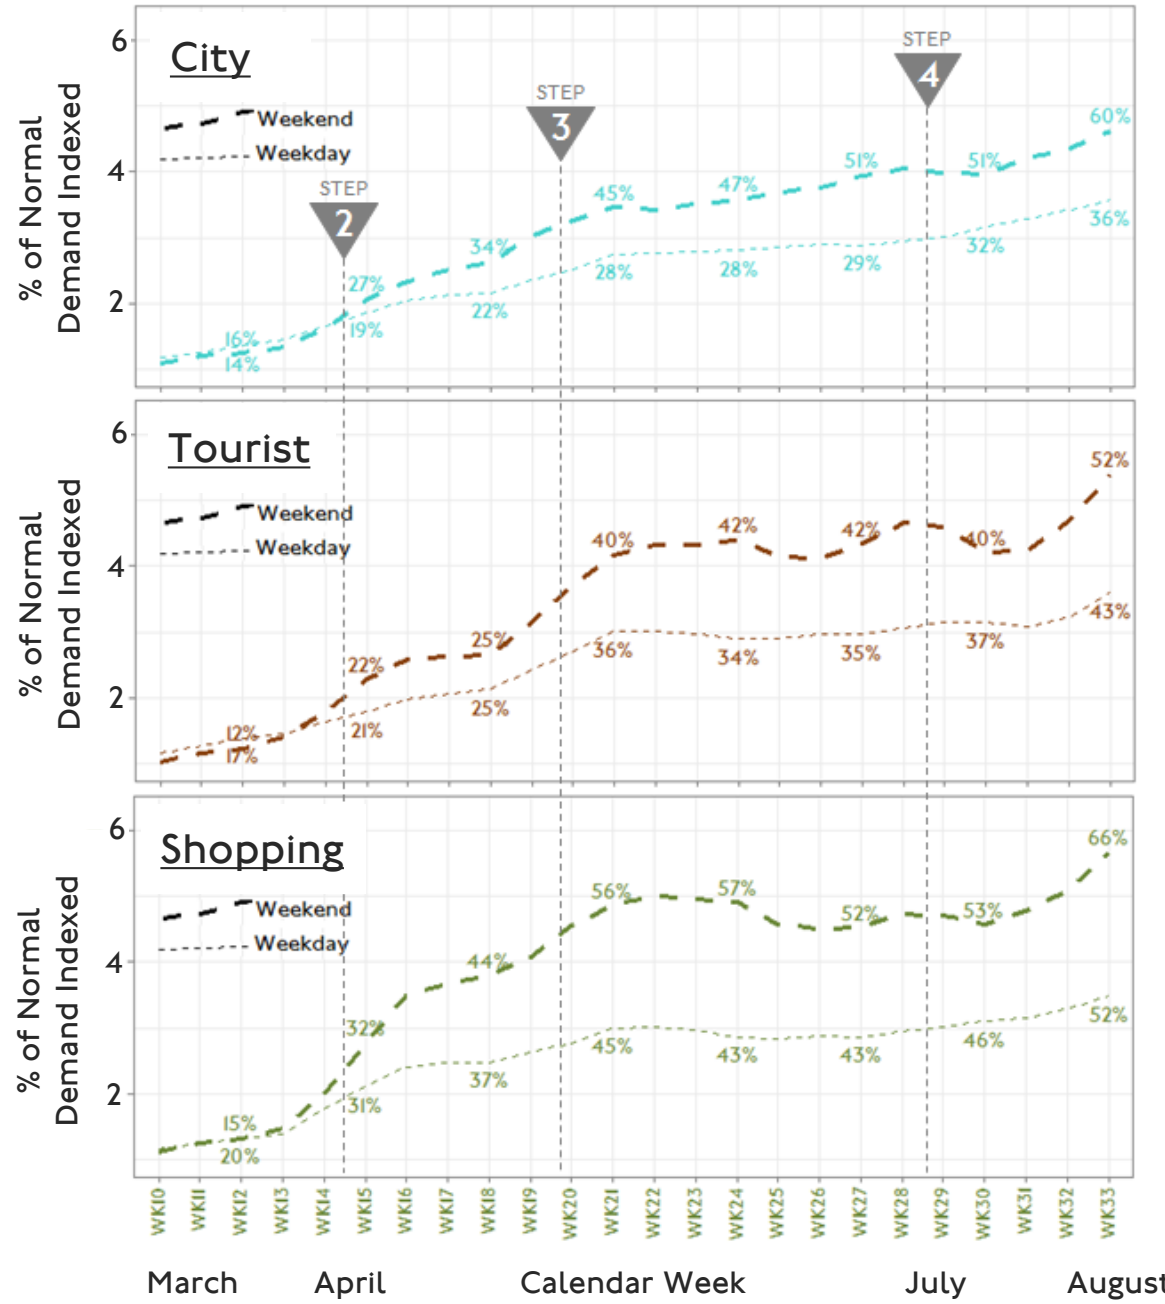 City
Weekend
Weekday
STEP
2
STEP
3
STEP
4
6
4
2
% of Normal
Demand Indexed
16%
14%
27%
19%
34%
22%
45%
28%
47%
28%
51%
29%
51%
32%
60%
36%
Tourist
Weekend
Weekday
6
4
2
% of Normal
Demand Indexed
12%
17%
22%
21%
25%
25%
40%
36%
42%
34%
42%
35%
40%
37%
52%
43%
Shopping
Weekend
Weekday
6
4
2
% of Normal
Demand Indexed
15%
20%
32%
31%
44%
37%
56%
45%
57%
43%
52%
43%
53%
46%
66%
52%
WK10
WK11
WK12
WK13
WK14
WK15
WK16
WK17
WK18
WK19
WK20
WK21
WK22
WK23
WK24
WK25
WK26
WK27
WK28
WK29
WK30
WK31
WK32
WK33
March April Calendar Week July August